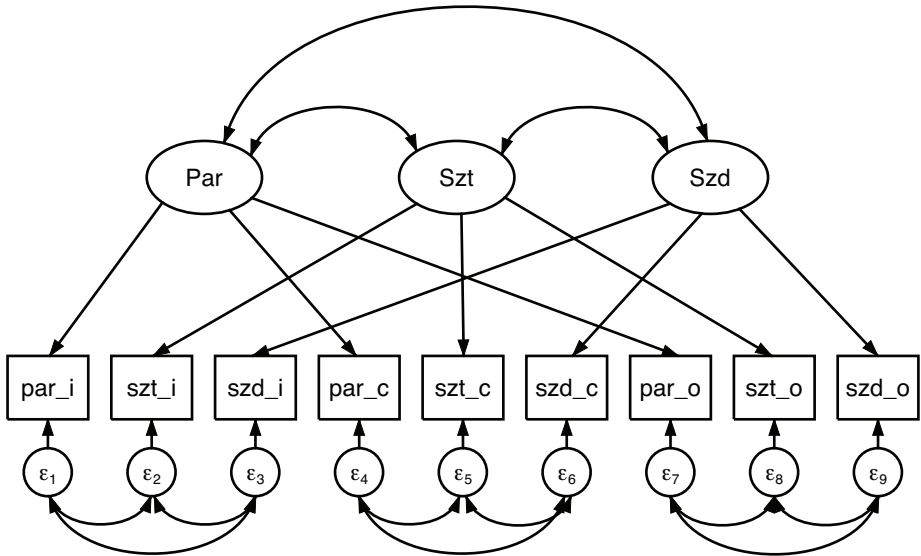 Par Szt Szd
par_i szt_i szd_i par_c szt_c szd_c par_o szt_o szd_o
ε₁ ε₂ ε₃ ε₄ ε₅ ε₆ ε₇ ε₈ ε₉